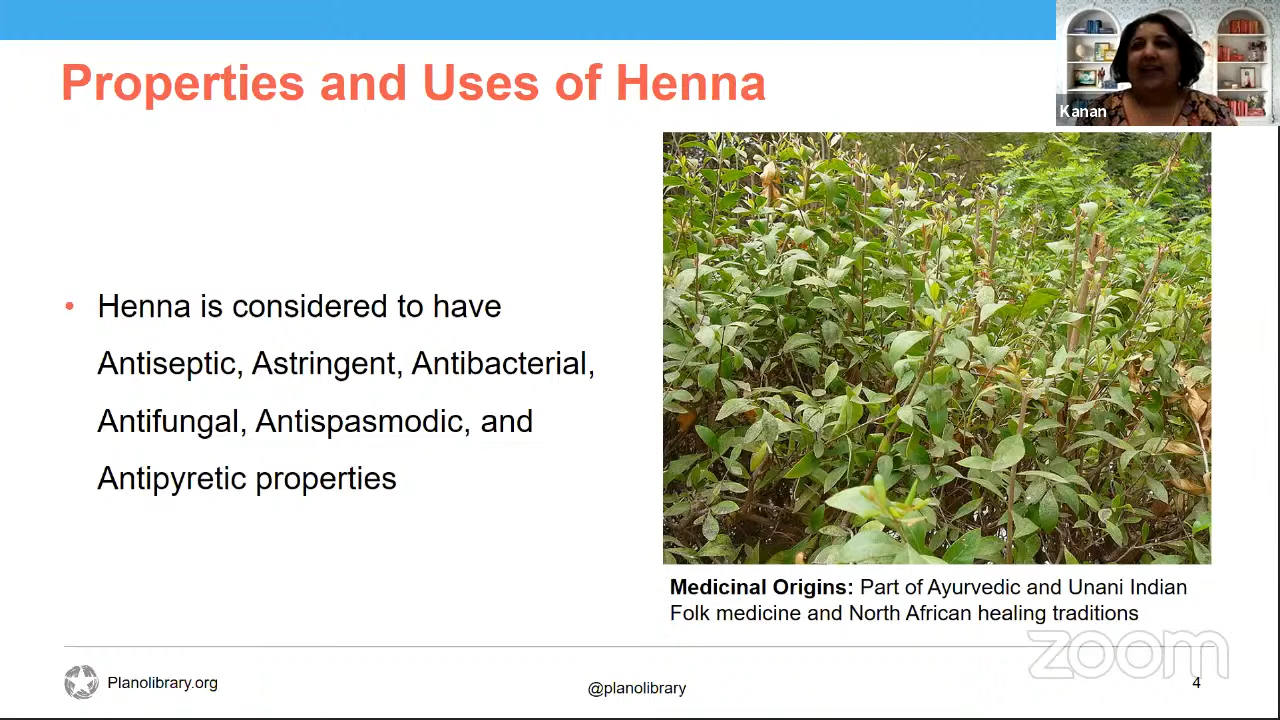 Properties and Uses of Henna
Kanan
• Henna is considered to have
Antiseptic, Astringent, Antibacterial,
Antifungal, Antispasmodic, and
Antipyretic properties
Medicinal Origins: Part of Ayurvedic and Unani Indian
Folk medicine and North African healing traditions
zoom
Planolibrary.org
@planolibrary
4